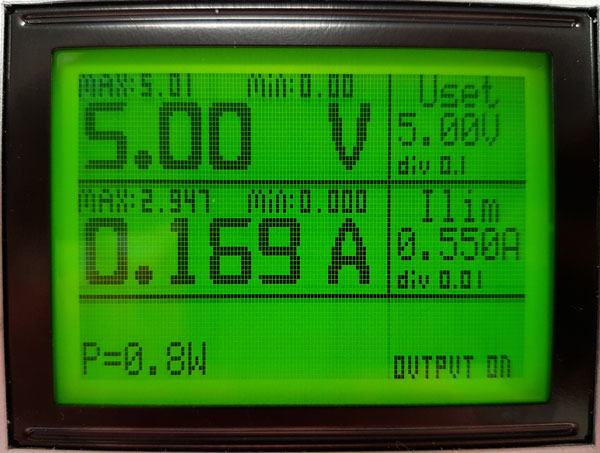 MAX:5.01 Min:0.00
5.00 V
Uset
5.00V
div 0.1
MAX:2.947 Min:0.000
0.169 A
Ilim
0.550A
div 0.01
P=0.8W
OUTPUT ON